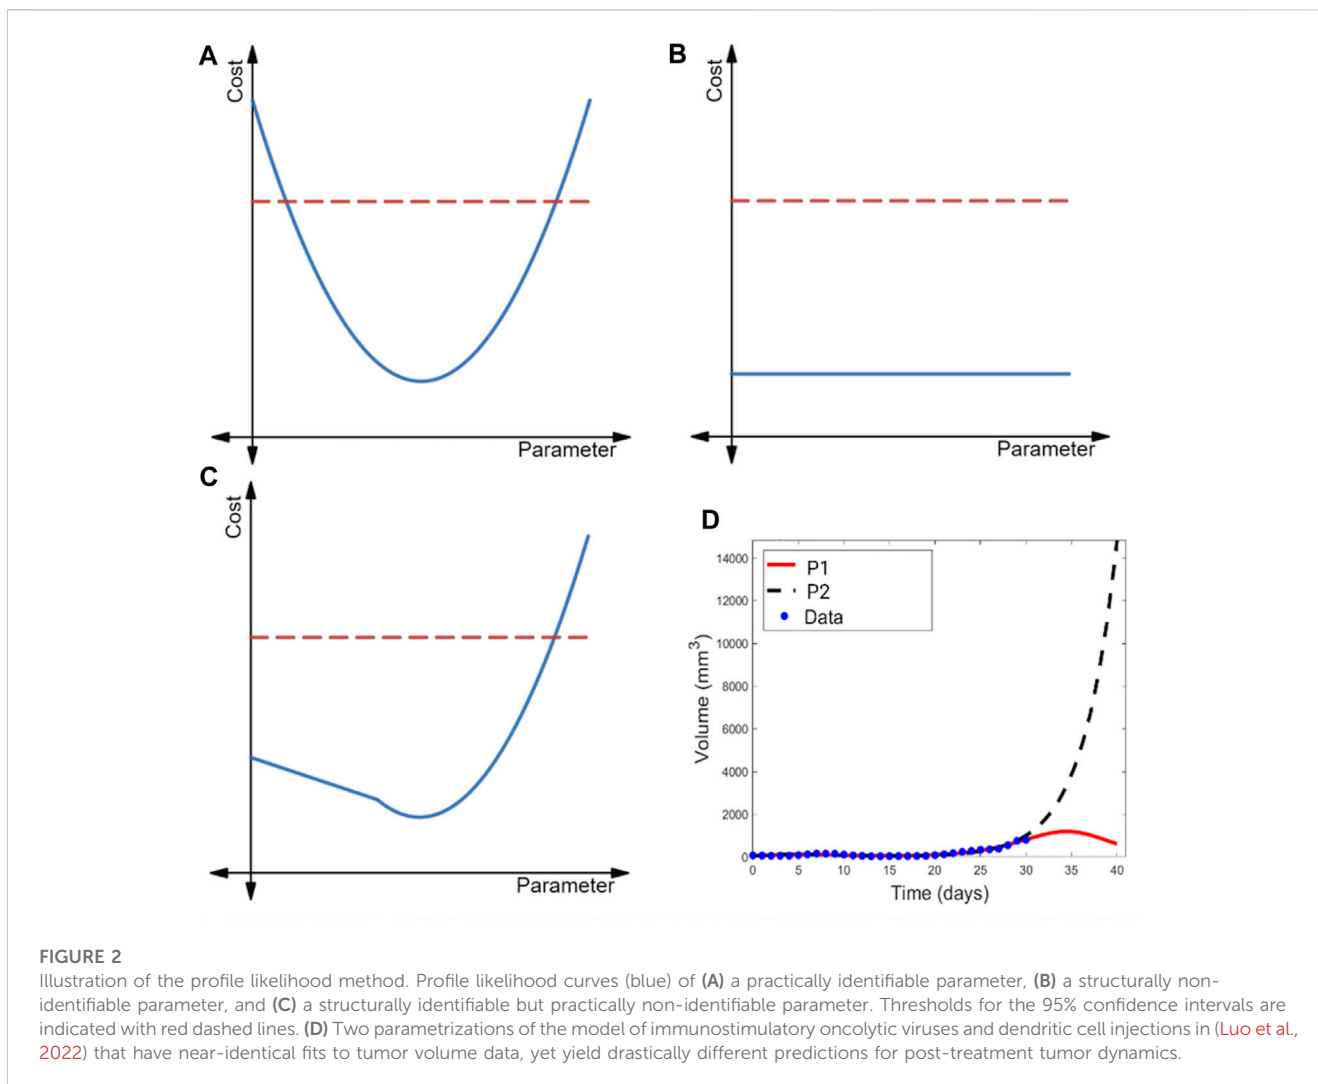 A
Cost
Parameter
B
Cost
Parameter
C
Cost
Parameter
D
P1
P2
Data
Volume (mm³)
14000
12000
10000
8000
6000
4000
2000
0
0 5 10 15 20 25 30 35 40
Time (days)
FIGURE 2
Illustration of the profile likelihood method. Profile likelihood curves (blue) of (A) a practically identifiable parameter, (B) a structurally non-
identifiable parameter, and (C) a structurally identifiable but practically non-identifiable parameter. Thresholds for the 95% confidence intervals are
indicated with red dashed lines. (D) Two parametrizations of the model of immunostimulatory oncolytic viruses and dendritic cell injections in (Luo et al.,
2022) that have near-identical fits to tumor volume data, yet yield drastically different predictions for post-treatment tumor dynamics.